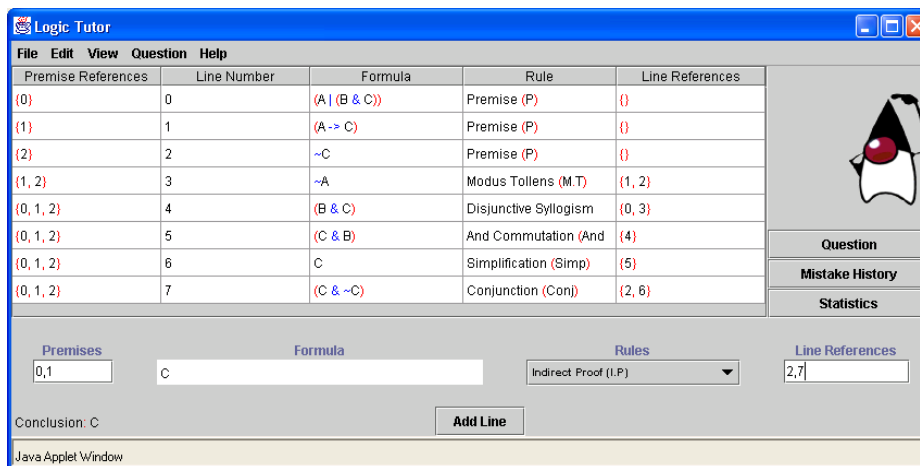 Logic Tutor
File Edit View Question Help
Premise References Line Number Formula Rule Line References
{0} 0 (A | (B & C)) Premise (P) {}
{1} 1 (A -> C) Premise (P) {}
{2} 2 ~C Premise (P) {}
{1, 2} 3 ~A Modus Tollens (M.T) {1, 2}
{0, 1, 2} 4 (B & C) Disjunctive Syllogism {0, 3}
{0, 1, 2} 5 (C & B) And Commutation (And {4}
{0, 1, 2} 6 C Simplification (Simp) {5}
{0, 1, 2} 7 (C & ~C) Conjunction (Conj) {2, 6}
Question
Mistake History
Statistics
Premises Formula Rules Line References
0,1 C Indirect Proof (I.P) 2,7
Conclusion: C Add Line
Java Applet Window